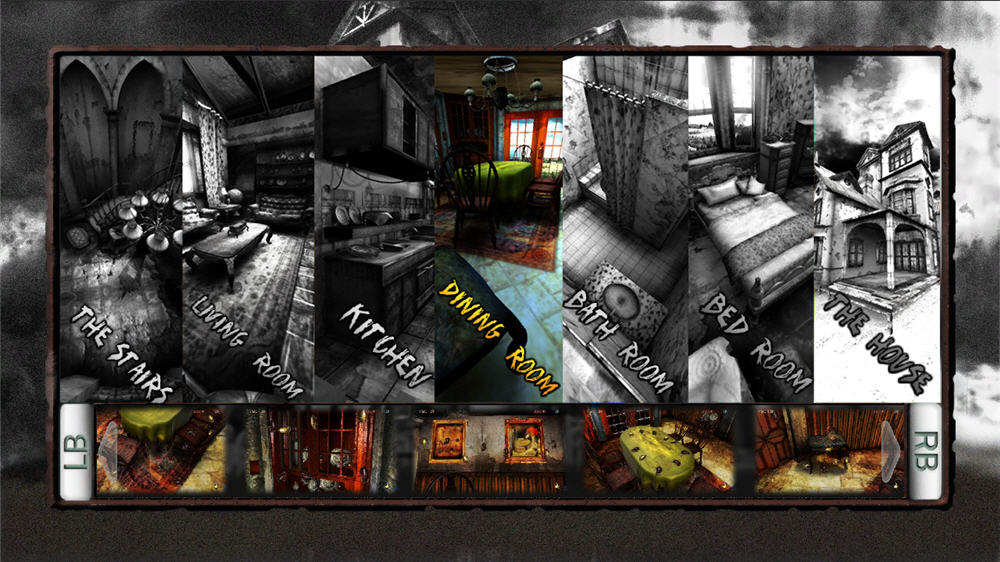 THE STAIRS
LIVING ROOM
KITCHEN
DINING ROOM
BATH ROOM
BED ROOM
THE HOUSE
LB
RB